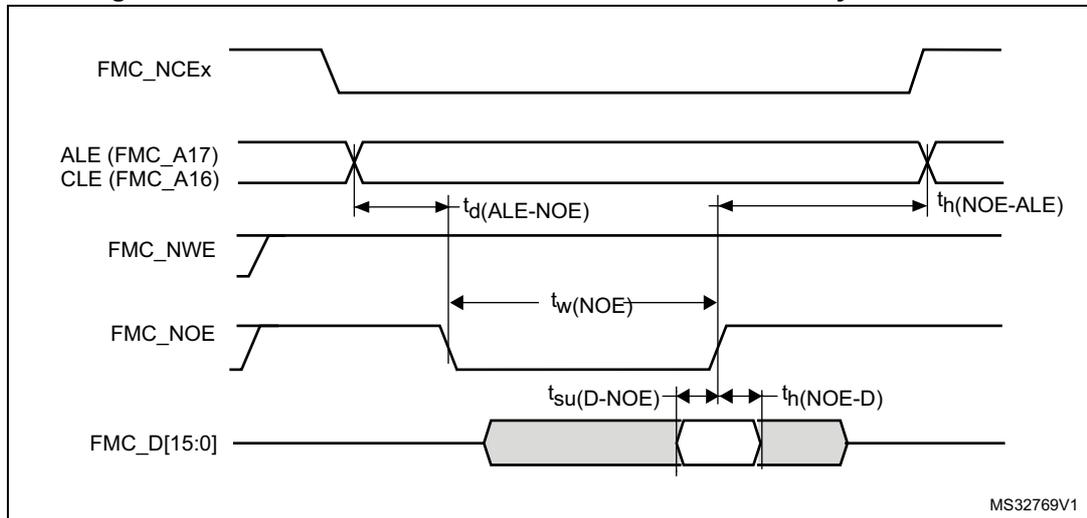 FMC_NCEx
ALE (FMC_A17)
CLE (FMC_A16)
td(ALE-NOE)
th(NOE-ALE)
FMC_NWE
tw(NOE)
FMC_NOE
tsu(D-NOE)
th(NOE-D)
FMC_D[15:0]
MS32769V1